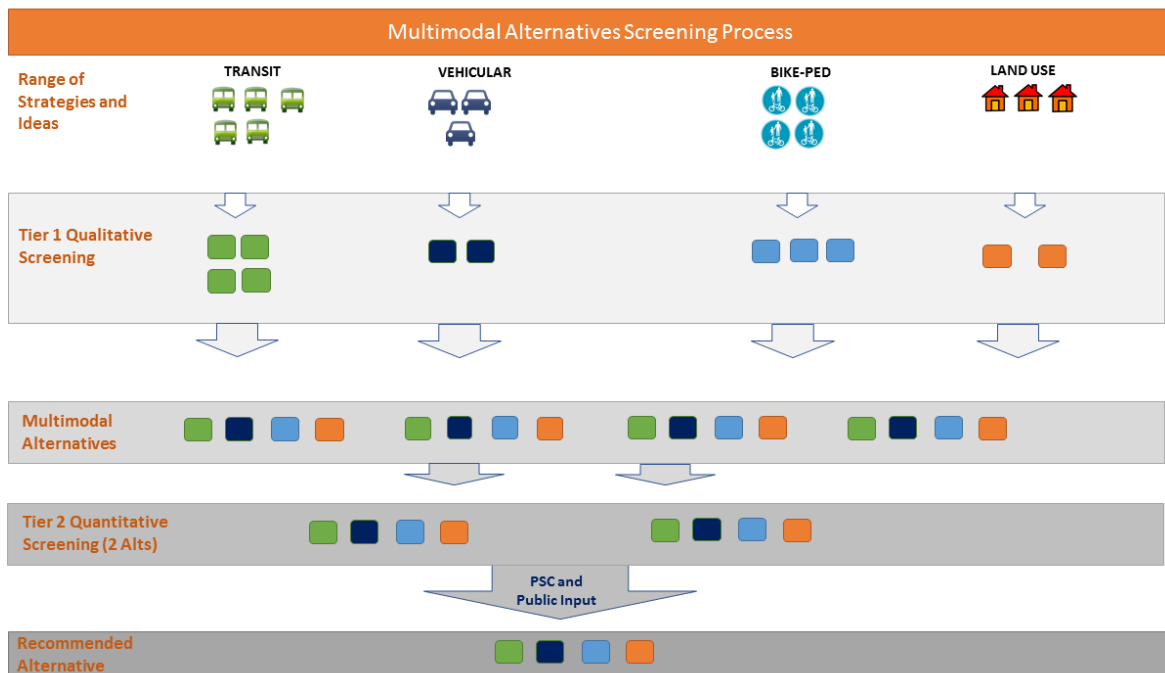 Multimodal Alternatives Screening Process
Range of
Strategies and
Ideas
TRANSIT
VEHICULAR
BIKE-PED
LAND USE
Tier 1 Qualitative
Screening
Multimodal
Alternatives
Tier 2 Quantitative
Screening (2 Alts)
PSC and
Public Input
Recommended
Alternative